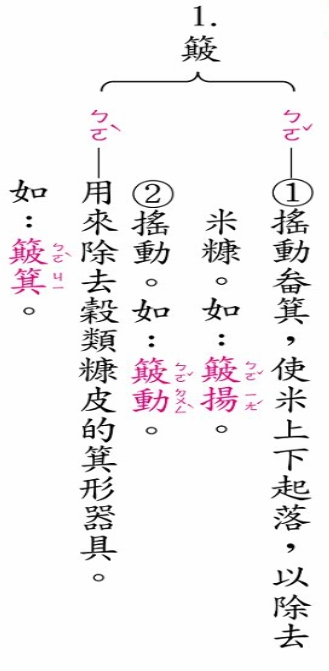 1.
簸
ㄅㄛˇ
①搖動畚箕，使米上下起落，以除去
米糠。如：簸揚。
ㄅㄛˇ ㄧㄤˊ
②搖動。如：簸動。
ㄅㄛˇ ㄉㄨㄥˋ
ㄅㄛˋ
用來除去穀類糠皮的箕形器具。
如：簸箕。
ㄅㄛˋ ㄐㄧ